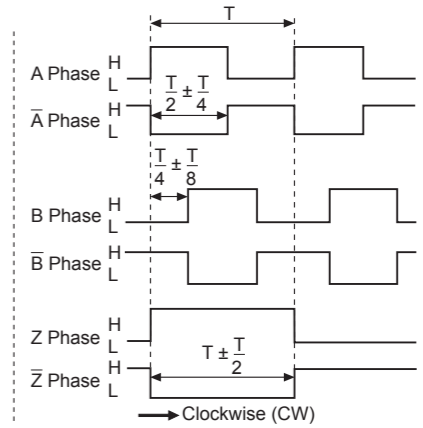 T
A Phase H
L
A̅ Phase H
L
T/2 ± T/4
T/4 ± T/8
B Phase H
L
B̅ Phase H
L
Z Phase H
L
T ± T/2
Z̅ Phase H
L
Clockwise (CW)